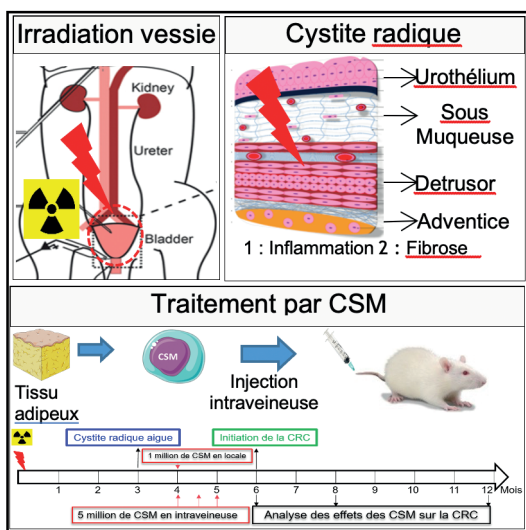 Irradiation vessie
Kidney
Ureter
Bladder
Cystite radique
Urothélium
Sous
Muqueuse
Detrusor
Adventice
1 : Inflammation 2 : Fibrose
Traitement par CSM
CSM
Tissu
adipeux
Injection
intraveineuse
Cystite radique aigue
Initiation de la CRC
1 million de CSM en locale
1 2 3 4 5 6 7 8 9 10 11 12 Mois
5 million de CSM en intraveineuse
Analyse des effets des CSM sur la CRC